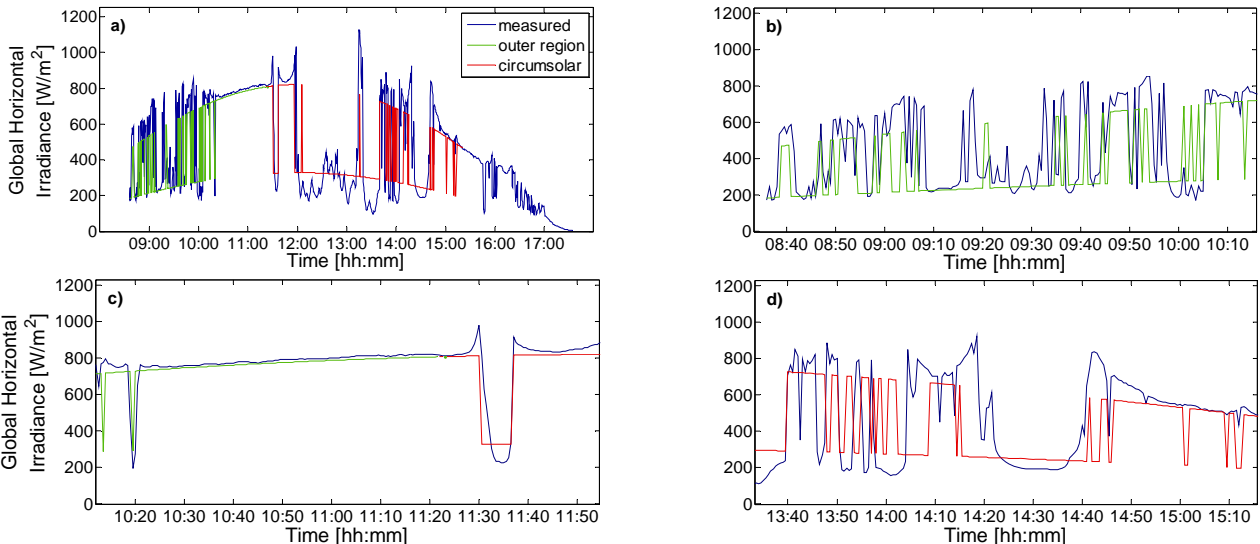 a)
measured
outer region
circumsolar
Global Horizontal
Irradiance [W/m²]
1200
1000
800
600
400
200
0
09:00 10:00 11:00 12:00 13:00 14:00 15:00 16:00 17:00
Time [hh:mm]
b)
1200
1000
800
600
400
200
0
08:40 08:50 09:00 09:10 09:20 09:30 09:40 09:50 10:00 10:10
Time [hh:mm]
c)
Global Horizontal
Irradiance [W/m²]
1200
1000
800
600
400
200
0
10:20 10:30 10:40 10:50 11:00 11:10 11:20 11:30 11:40 11:50
Time [hh:mm]
d)
1200
1000
800
600
400
200
0
13:40 13:50 14:00 14:10 14:20 14:30 14:40 14:50 15:00 15:10
Time [hh:mm]